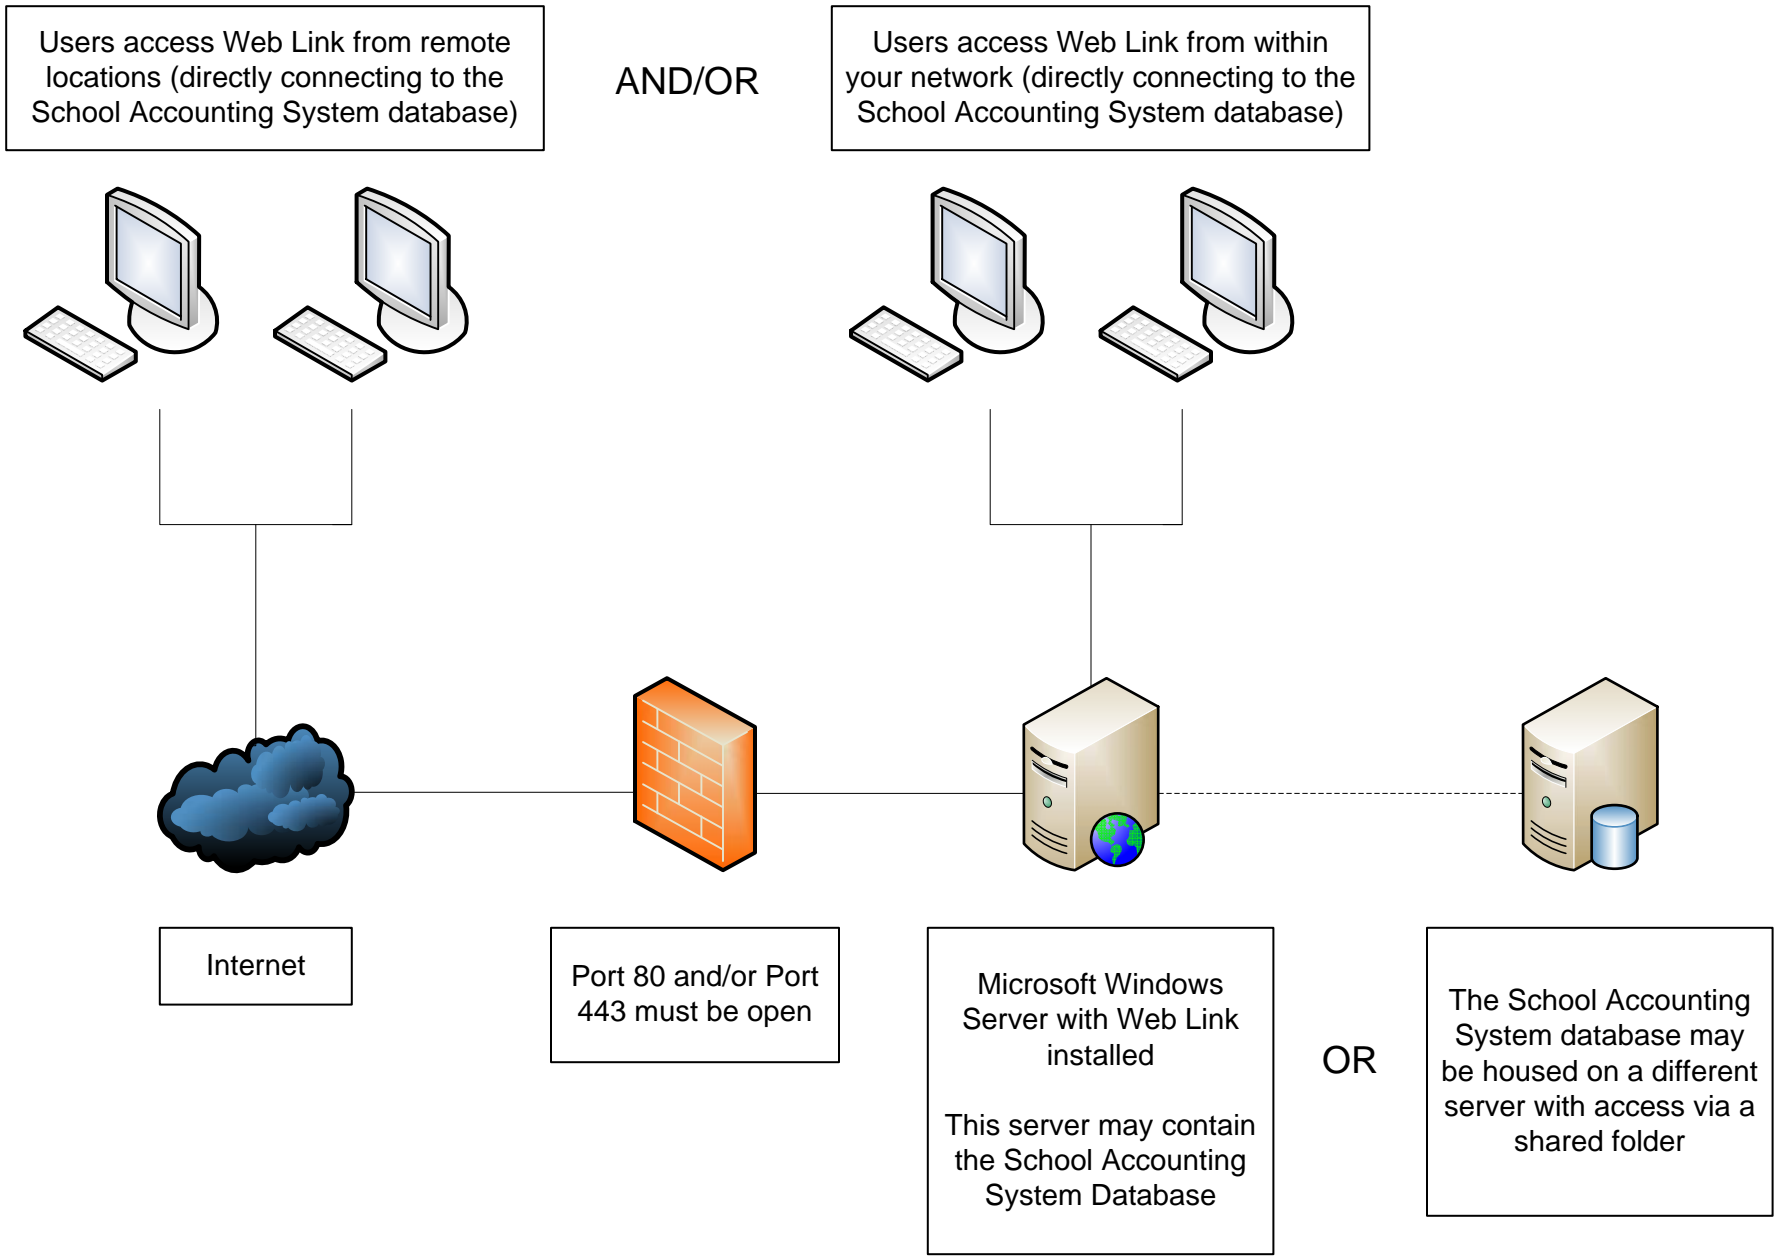 Users access Web Link from remote
locations (directly connecting to the
School Accounting System database)
AND/OR
Users access Web Link from within
your network (directly connecting to the
School Accounting System database)
Internet
Port 80 and/or Port
443 must be open
Microsoft Windows
Server with Web Link
installed
This server may contain
the School Accounting
System Database
OR
The School Accounting
System database may
be housed on a different
server with access via a
shared folder